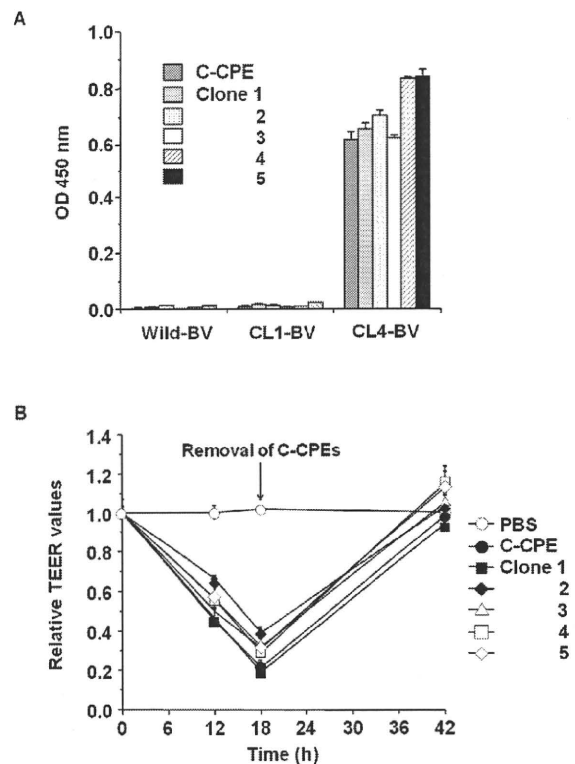 A
OD 450 nm
1.0
0.8
0.6
0.4
0.2
0.0
C-CPE
Clone 1
2
3
4
5
Wild-BV CL1-BV CL4-BV
B
Relative TEER values
1.4
1.2
1.0
0.8
0.6
0.4
0.2
0.0
Removal of C-CPEs
PBS
C-CPE
Clone 1
2
3
4
5
0 6 12 18 24 30 36 42
Time (h)